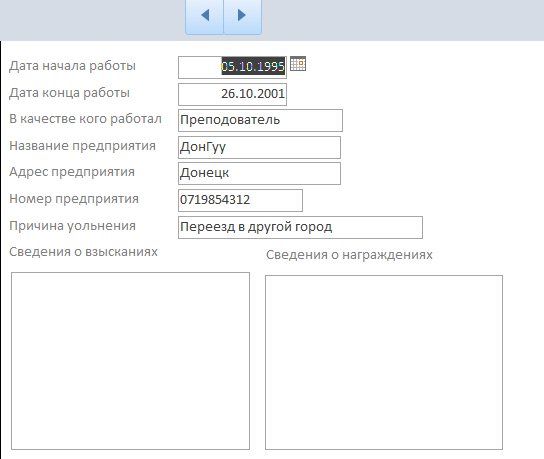 Дата начала работы 05.10.1995
Дата конца работы 26.10.2001
В качестве кого работал Преподователь
Название предприятия ДонГуу
Адрес предприятия Донецк
Номер предприятия 0719854312
Причина уольнения Переезд в другой город
Сведения о взысканиях Сведения о награждениях